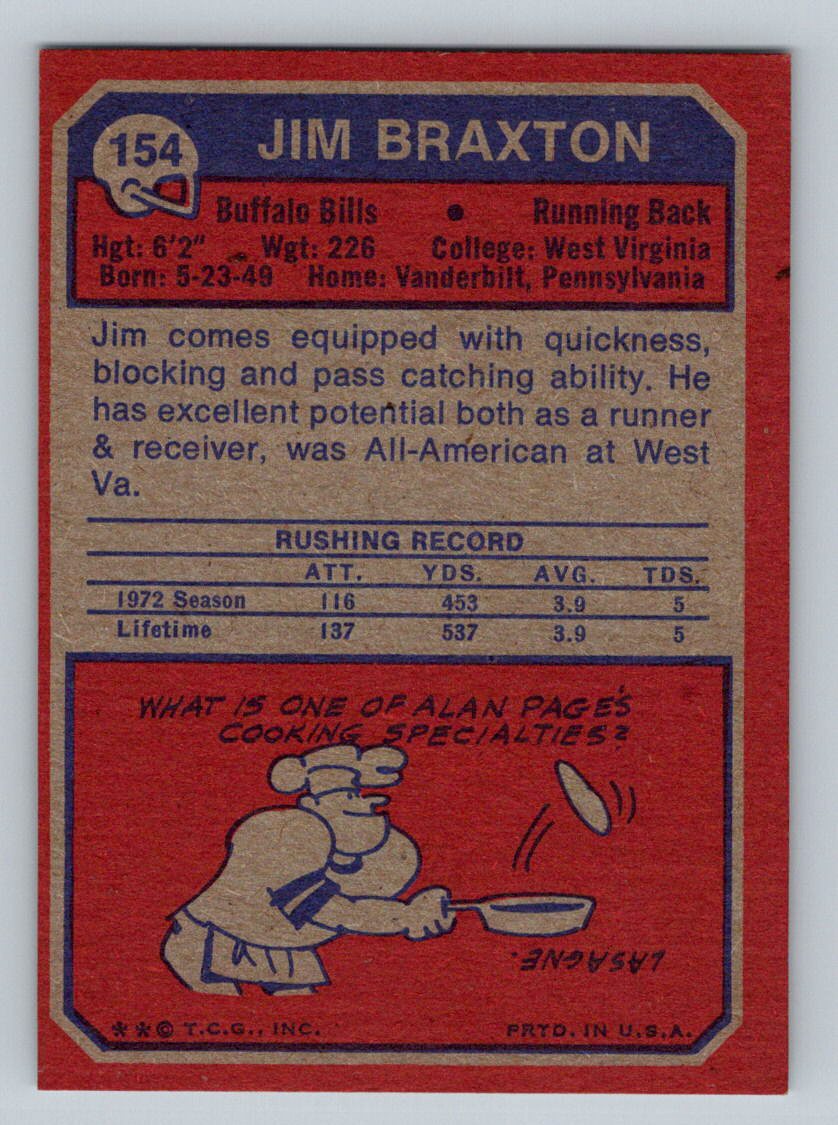 154
JIM BRAXTON
Buffalo Bills • Running Back
Hgt: 6'2" Wgt: 226 College: West Virginia
Born: 5-23-49 Home: Vanderbilt, Pennsylvania
Jim comes equipped with quickness,
blocking and pass catching ability. He
has excellent potential both as a runner
& receiver, was All-American at West
Va.
RUSHING RECORD
ATT. YDS. AVG. TDS.
1972 Season 116 453 3.9 5
Lifetime 137 537 3.9 5
WHAT IS ONE OF ALAN PAGE'S
COOKING SPECIALTIES?
LASAGNE.
**© T.C.G., INC. PRTD. IN U.S.A.